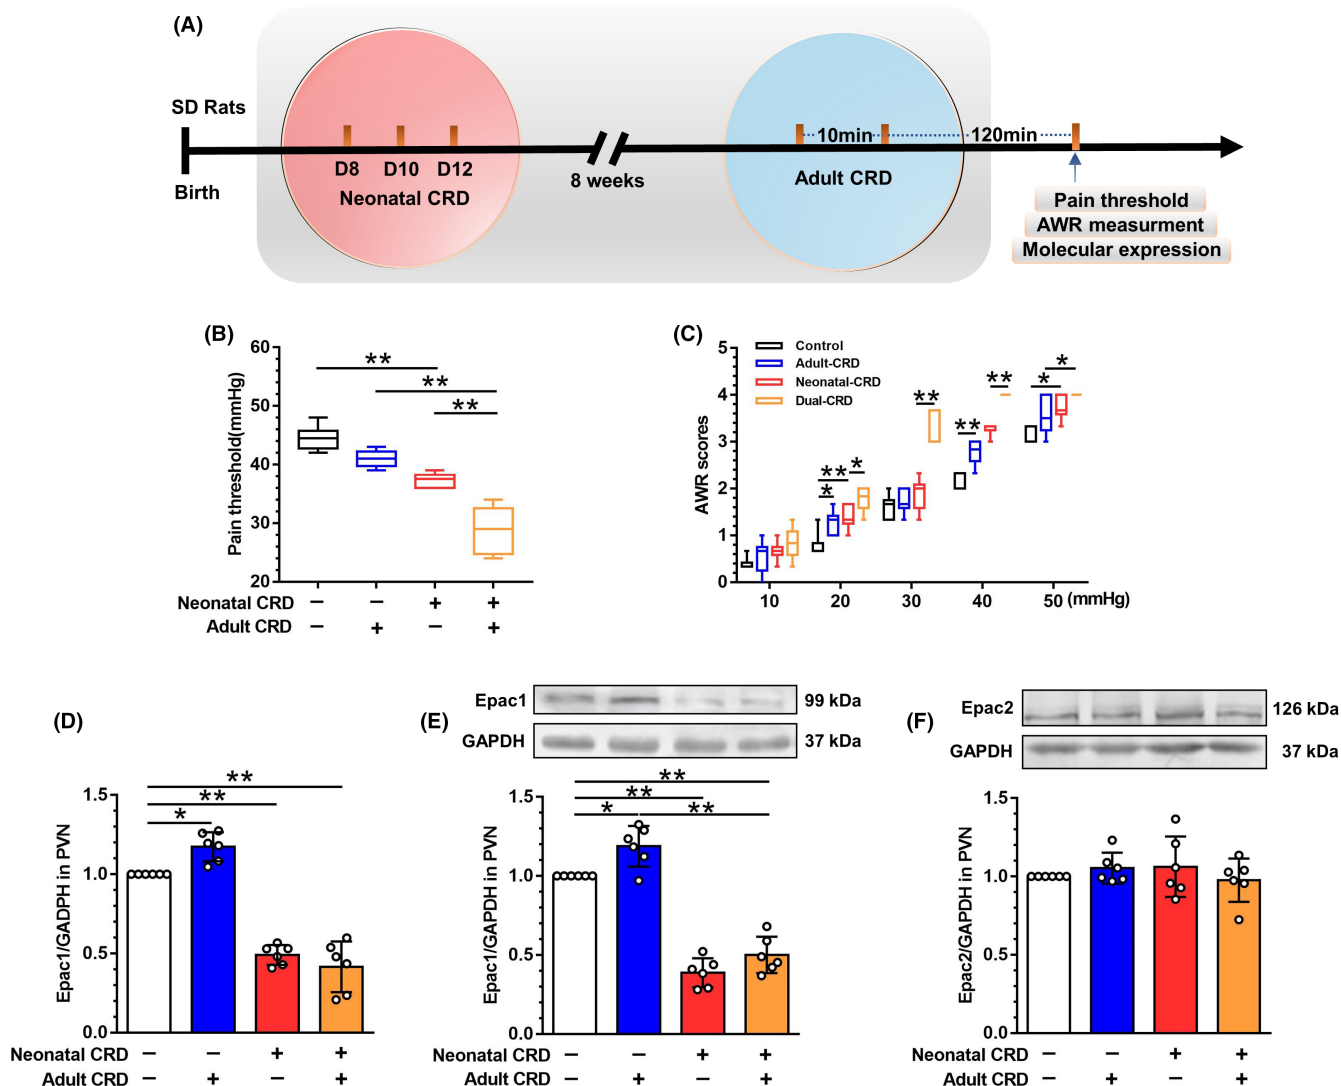 (A)
SD Rats
Birth
D8 D10 D12
Neonatal CRD
8 weeks
10min
120min
Adult CRD
Pain threshold
AWR measurment
Molecular expression
(B)
Pain threshold(mmHg)
60
50
40
30
20
** ** **
Neonatal CRD − − + +
Adult CRD − + − +
(C)
AWR scores
5
4
3
2
1
0
Control
Adult-CRD
Neonatal-CRD
Dual-CRD
* ** * ** ** ** * *
10 20 30 40 50 (mmHg)
(D)
Epac1/GADPH in PVN
1.5
1.0
0.5
0.0
**
**
*
Neonatal CRD − − + +
Adult CRD − + − +
(E)
Epac1 99 kDa
GAPDH 37 kDa
Epac1/GAPDH in PVN
1.5
1.0
0.5
0.0
**
**
* **
Neonatal CRD − − + +
Adult CRD − + − +
(F)
Epac2 126 kDa
GAPDH 37 kDa
Epac2/GAPDH in PVN
1.5
1.0
0.5
0.0
Neonatal CRD − − + +
Adult CRD − + − +